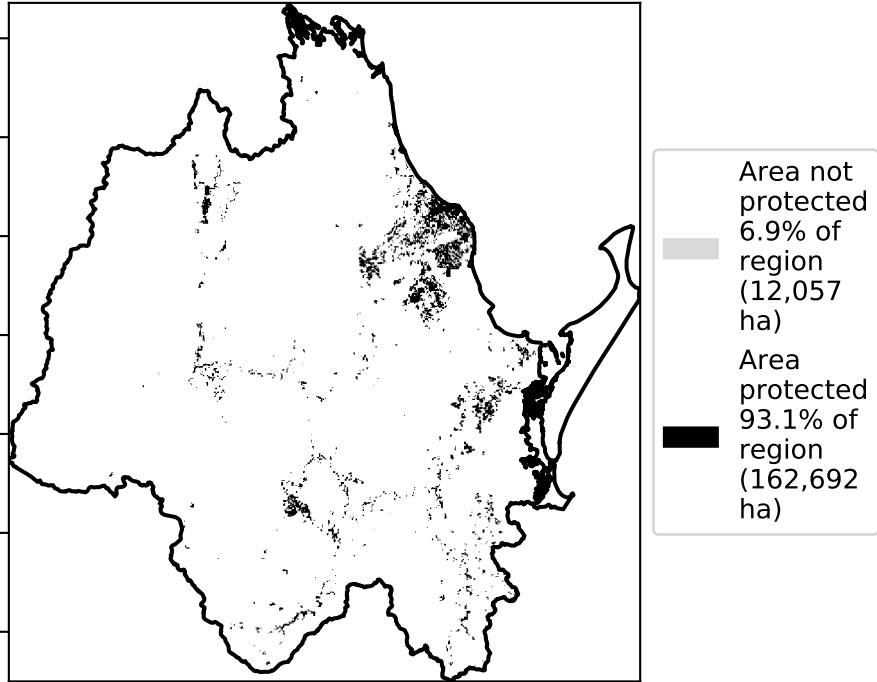 Area not
protected
6.9% of
region
(12,057
ha)
Area
protected
93.1% of
region
(162,692
ha)